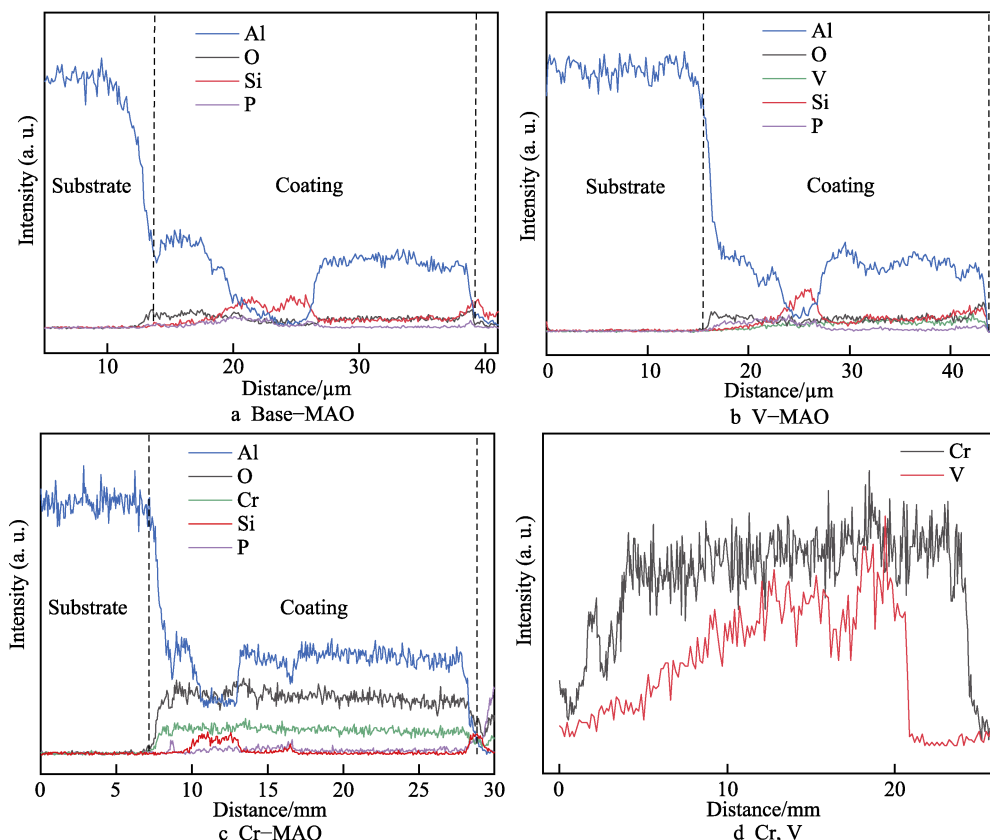 Al
O
Si
P
Substrate
Coating
Intensity (a. u.)
10
20
30
40
Distance/µm
a Base−MAO
Al
O
V
Si
P
Substrate
Coating
Intensity (a. u.)
0
10
20
30
40
Distance/µm
b V−MAO
Al
O
Cr
Si
P
Substrate
Coating
Intensity (a. u.)
0
5
10
15
20
25
30
Distance/mm
c Cr−MAO
Cr
V
Intensity (a. u.)
0
10
20
Distance/mm
d Cr, V